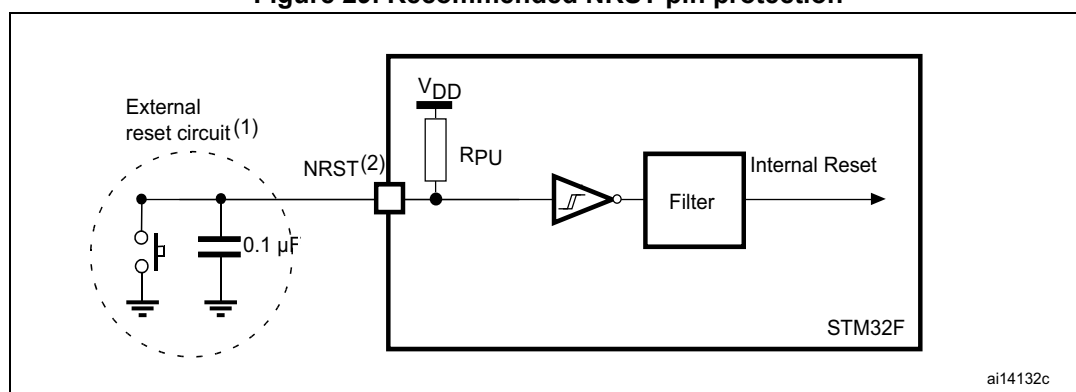 Figure 29. Recommended NRST pin protection
VDD
External
reset circuit(1)
NRST(2)
RPU
Internal Reset
Filter
0.1 µF
STM32F
ai14132c